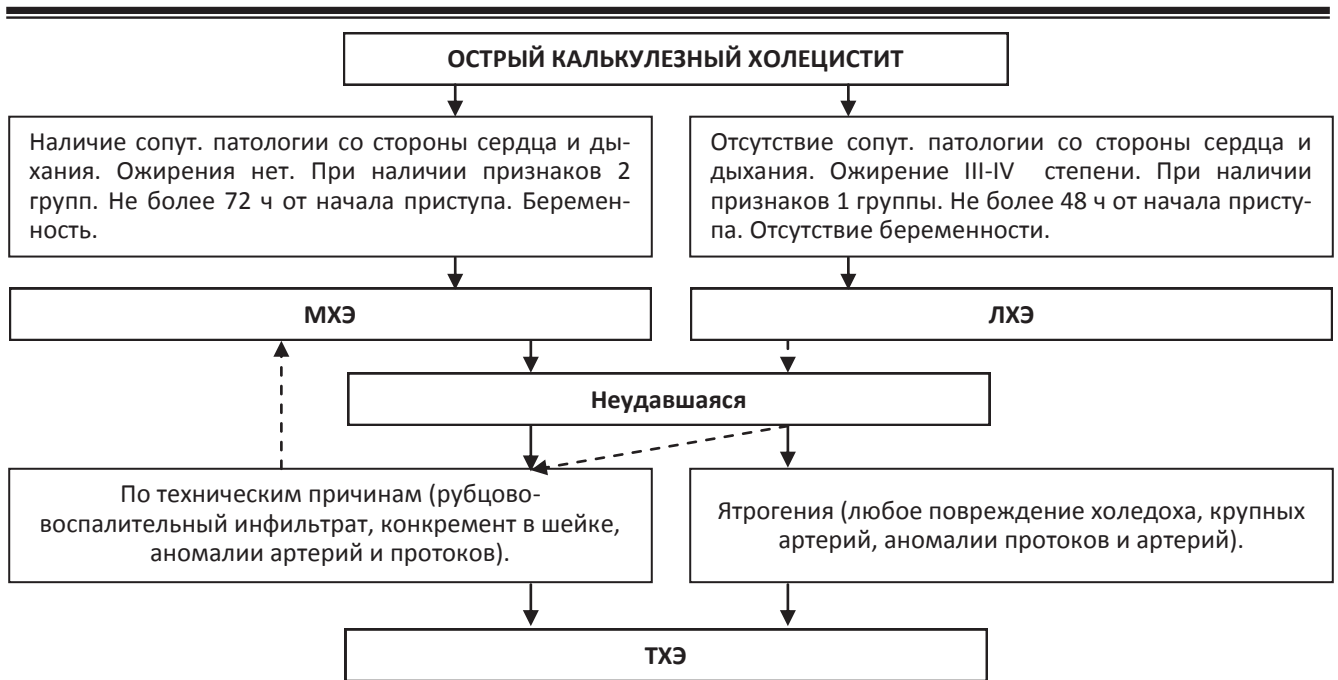 ОСТРЫЙ КАЛЬКУЛЕЗНЫЙ ХОЛЕЦИСТИТ
Наличие сопут. патологии со стороны сердца и ды-
хания. Ожирения нет. При наличии признаков 2
групп. Не более 72 ч от начала приступа. Беремен-
ность.
Отсутствие сопут. патологии со стороны сердца и
дыхания. Ожирение III-IV степени. При наличии
признаков 1 группы. Не более 48 ч от начала присту-
па. Отсутствие беременности.
МХЭ
ЛХЭ
Неудавшаяся
По техническим причинам (рубцово-
воспалительный инфильтрат, конкремент в шейке,
аномалии артерий и протоков).
Ятрогения (любое повреждение холедоха, крупных
артерий, аномалии протоков и артерий).
ТХЭ